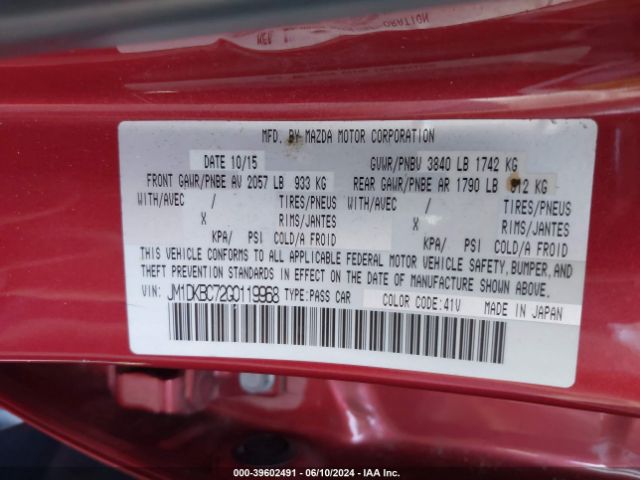 MFD. BY MAZDA MOTOR CORPORATION
DATE 10/15 GVWR/PNBV 3840 LB 1742 KG
FRONT GAWR/PNBE AV 2057 LB 933 KG REAR GAWR/PNBE AR 1790 LB 812 KG
WITH/AVEC / TIRES/PNEUS WITH/AVEC / TIRES/PNEUS
X RIMS/JANTES X RIMS/JANTES
KPA/ PSI COLD/A FROID KPA/ PSI COLD/A FROID
THIS VEHICLE CONFORMS TO ALL APPLICABLE FEDERAL MOTOR VEHICLE SAFETY, BUMPER, AND
THEFT PREVENTION STANDARDS IN EFFECT ON THE DATE OF MANUFACTURE SHOWN ABOVE.
VIN: JM1DKBC72G0119968 TYPE:PASS CAR COLOR CODE:41V MADE IN JAPAN
000-39602491 - 06/10/2024 - IAA Inc.